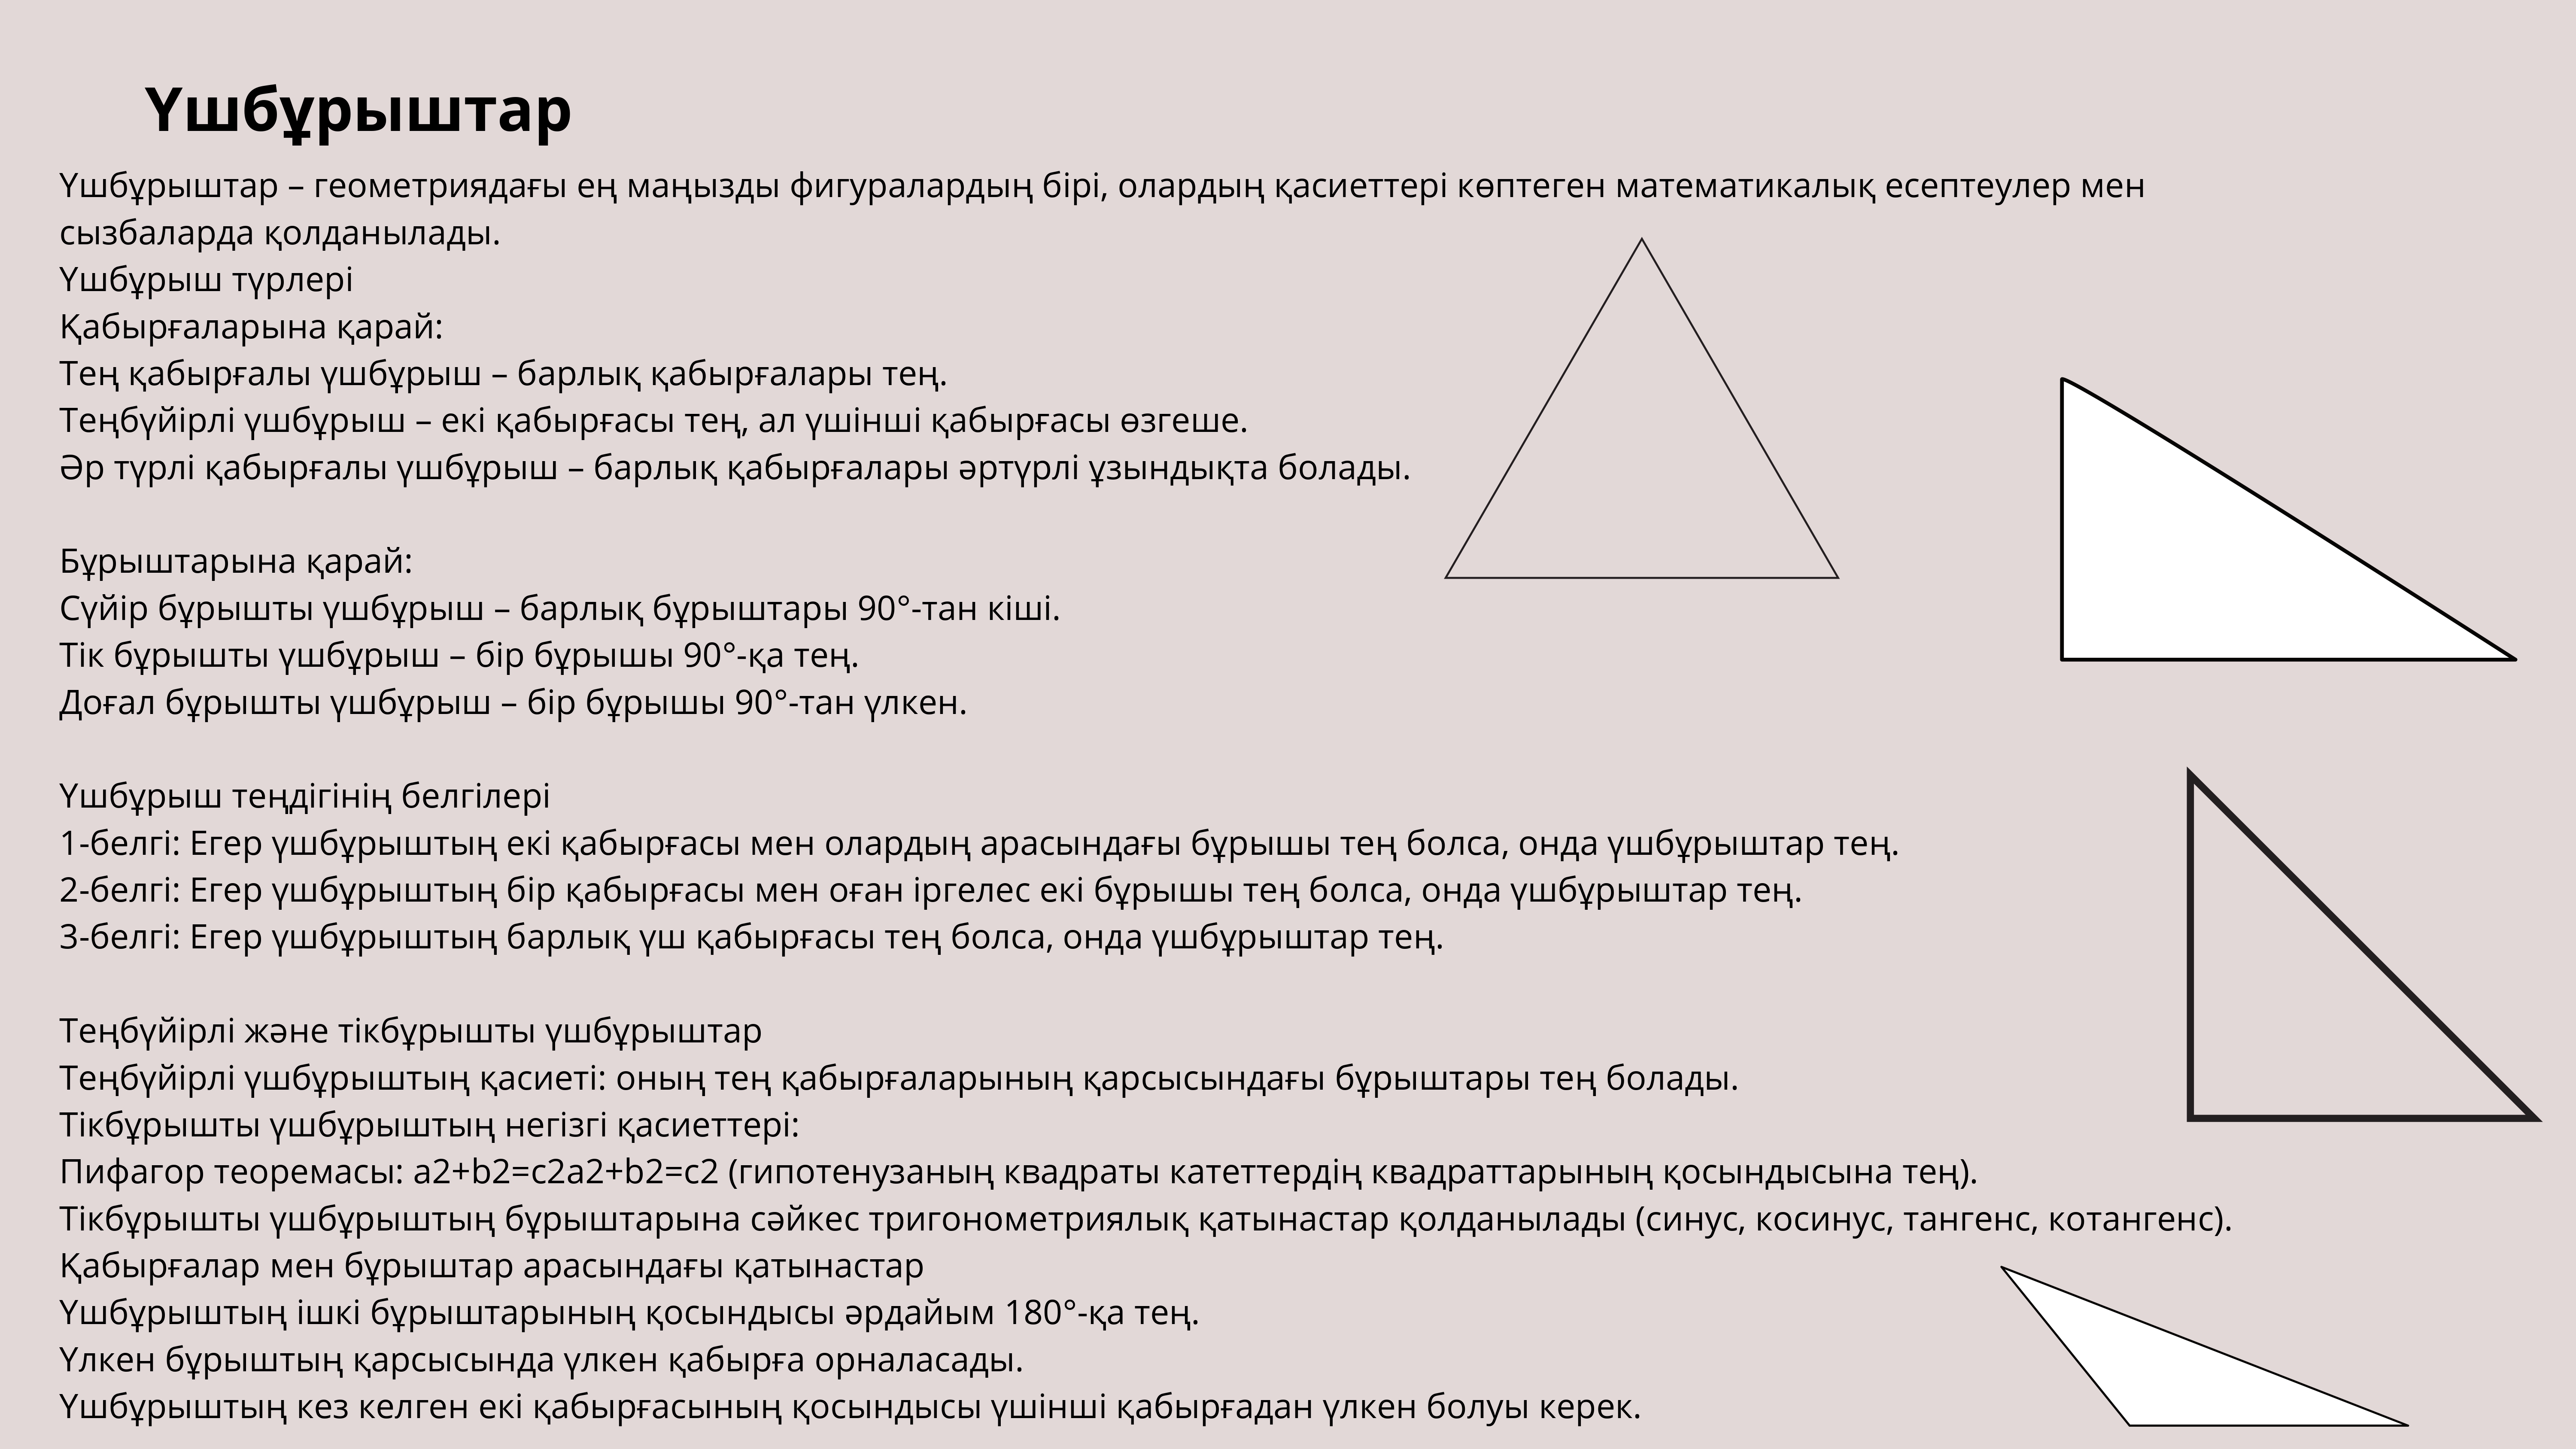 Үшбұрыштар
Үшбұрыштар – геометриядағы ең маңызды фигуралардың бірі, олардың қасиеттері көптеген математикалық есептеулер мен
сызбаларда қолданылады.
Үшбұрыш түрлері
Қабырғаларына қарай:
Тең қабырғалы үшбұрыш – барлық қабырғалары тең.
Теңбүйірлі үшбұрыш – екі қабырғасы тең, ал үшінші қабырғасы өзгеше.
Әр түрлі қабырғалы үшбұрыш – барлық қабырғалары әртүрлі ұзындықта болады.
Бұрыштарына қарай:
Сүйір бұрышты үшбұрыш – барлық бұрыштары 90°-тан кіші.
Тік бұрышты үшбұрыш – бір бұрышы 90°-қа тең.
Доғал бұрышты үшбұрыш – бір бұрышы 90°-тан үлкен.
Үшбұрыш теңдігінің белгілері
1-белгі: Егер үшбұрыштың екі қабырғасы мен олардың арасындағы бұрышы тең болса, онда үшбұрыштар тең.
2-белгі: Егер үшбұрыштың бір қабырғасы мен оған іргелес екі бұрышы тең болса, онда үшбұрыштар тең.
3-белгі: Егер үшбұрыштың барлық үш қабырғасы тең болса, онда үшбұрыштар тең.
Теңбүйірлі және тікбұрышты үшбұрыштар
Теңбүйірлі үшбұрыштың қасиеті: оның тең қабырғаларының қарсысындағы бұрыштары тең болады.
Тікбұрышты үшбұрыштың негізгі қасиеттері:
Пифагор теоремасы: a2+b2=c2a2+b2=c2 (гипотенузаның квадраты катеттердің квадраттарының қосындысына тең).
Тікбұрышты үшбұрыштың бұрыштарына сәйкес тригонометриялық қатынастар қолданылады (синус, косинус, тангенс, котангенс).
Қабырғалар мен бұрыштар арасындағы қатынастар
Үшбұрыштың ішкі бұрыштарының қосындысы әрдайым 180°-қа тең.
Үлкен бұрыштың қарсысында үлкен қабырға орналасады.
Үшбұрыштың кез келген екі қабырғасының қосындысы үшінші қабырғадан үлкен болуы керек.